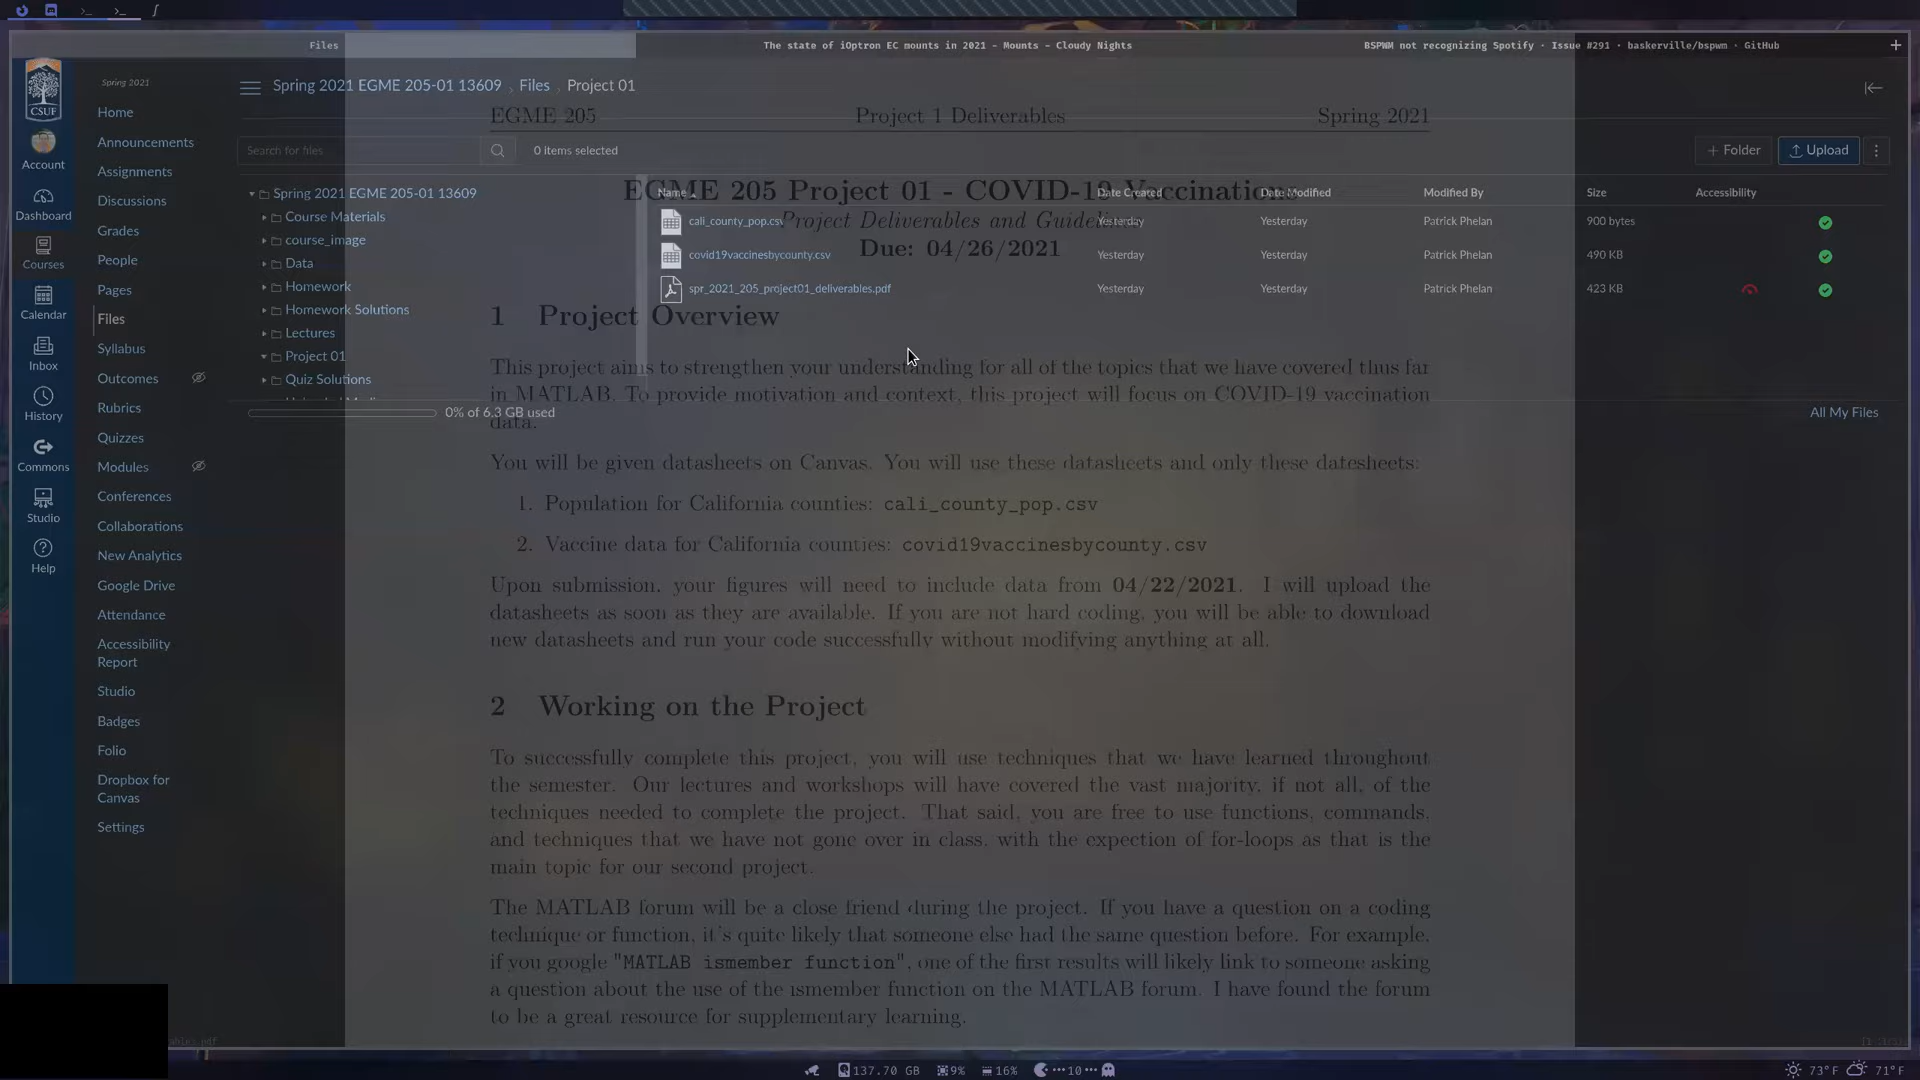 Files
The state of iOptron EC mounts in 2021 - Mounts - Cloudy Nights
BSPWM not recognizing Spotify · Issue #291 · baskerville/bspwm · GitHub
CSUF
Account
Dashboard
Courses
Calendar
Inbox
History
Commons
Studio
Help
Spring 2021
Home
Announcements
Assignments
Discussions
Grades
People
Pages
Files
Syllabus
Outcomes
Rubrics
Quizzes
Modules
Conferences
Collaborations
New Analytics
Google Drive
Attendance
Accessibility
Report
Studio
Badges
Folio
Dropbox for
Canvas
Settings
Spring 2021 EGME 205-01 13609 › Files › Project 01
Search for files
0 items selected
+ Folder
Upload
Spring 2021 EGME 205-01 13609
Course Materials
course_image
Data
Homework
Homework Solutions
Lectures
Project 01
Quiz Solutions
0% of 6.3 GB used
Name Date Created Date Modified Modified By Size Accessibility
cali_county_pop.csv Yesterday Yesterday Patrick Phelan 900 bytes
covid19vaccinesbycounty.csv Yesterday Yesterday Patrick Phelan 490 KB
spr_2021_205_project01_deliverables.pdf Yesterday Yesterday Patrick Phelan 423 KB
All My Files
EGME 205 Project 1 Deliverables Spring 2021
EGME 205 Project 01 - COVID-19 Vaccinations
Project Deliverables and Guidelines
Due: 04/26/2021
1 Project Overview
This project aims to strengthen your understanding for all of the topics that we have covered thus far
in MATLAB. To provide motivation and context, this project will focus on COVID-19 vaccination
data.
You will be given datasheets on Canvas. You will use these datasheets and only these datesheets:
1. Population for California counties: cali_county_pop.csv
2. Vaccine data for California counties: covid19vaccinesbycounty.csv
Upon submission, your figures will need to include data from 04/22/2021. I will upload the
datasheets as soon as they are available. If you are not hard coding, you will be able to download
new datasheets and run your code successfully without modifying anything at all.
2 Working on the Project
To successfully complete this project, you will use techniques that we have learned throughout
the semester. Our lectures and workshops will have covered the vast majority, if not all, of the
techniques needed to complete the project. That said, you are free to use functions, commands,
and techniques that we have not gone over in class, with the expection of for-loops as that is the
main topic for our second project.
The MATLAB forum will be a close friend during the project. If you have a question on a coding
technique or function, it's quite likely that someone else had the same question before. For example,
if you google "MATLAB ismember function", one of the first results will likely link to someone asking
a question about the use of the ismember function on the MATLAB forum. I have found the forum
to be a great resource for supplementary learning.
137.70 GB 9% 16% 10
73°F 71°F